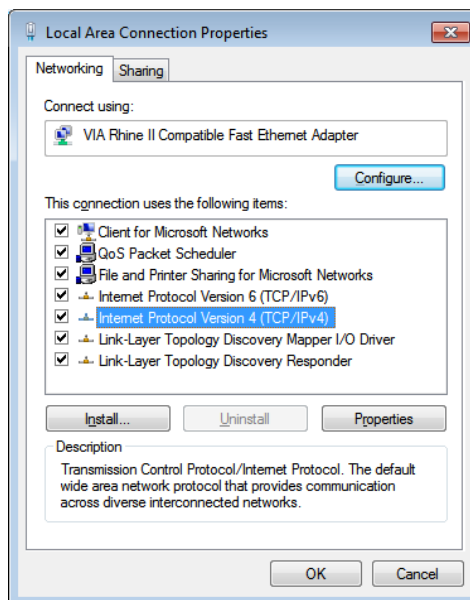 Local Area Connection Properties
Networking
Sharing
Connect using:
VIA Rhine II Compatible Fast Ethernet Adapter
Configure...
This connection uses the following items:
Client for Microsoft Networks
QoS Packet Scheduler
File and Printer Sharing for Microsoft Networks
Internet Protocol Version 6 (TCP/IPv6)
Internet Protocol Version 4 (TCP/IPv4)
Link-Layer Topology Discovery Mapper I/O Driver
Link-Layer Topology Discovery Responder
Install...
Uninstall
Properties
Description
Transmission Control Protocol/Internet Protocol. The default
wide area network protocol that provides communication
across diverse interconnected networks.
OK
Cancel